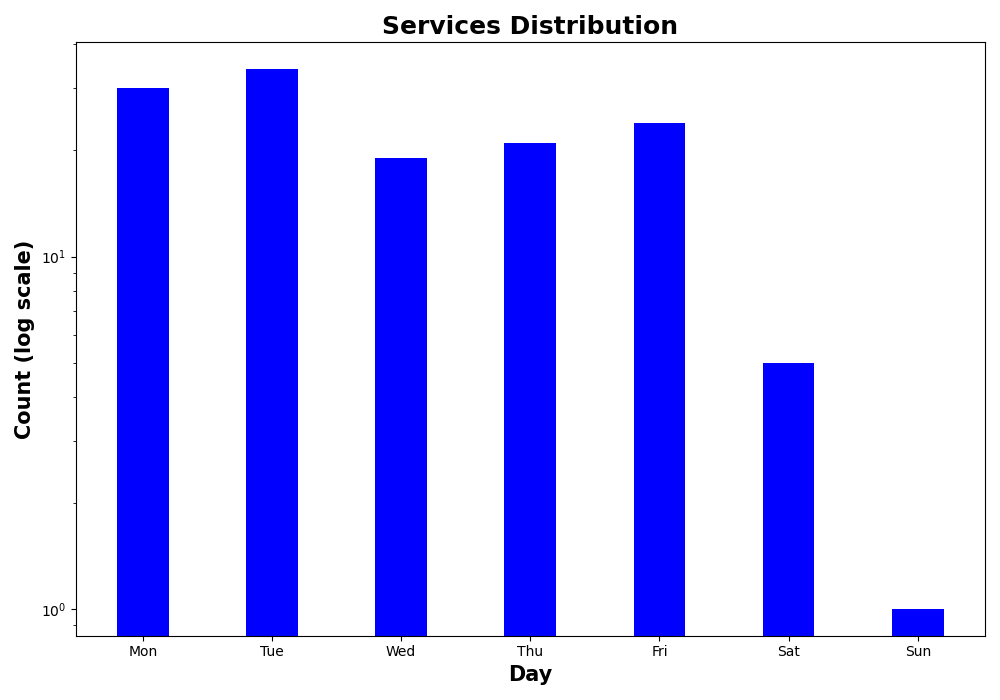 Services Distribution
Count (log scale)
10¹
10⁰
Mon Tue Wed Thu Fri Sat Sun
Day